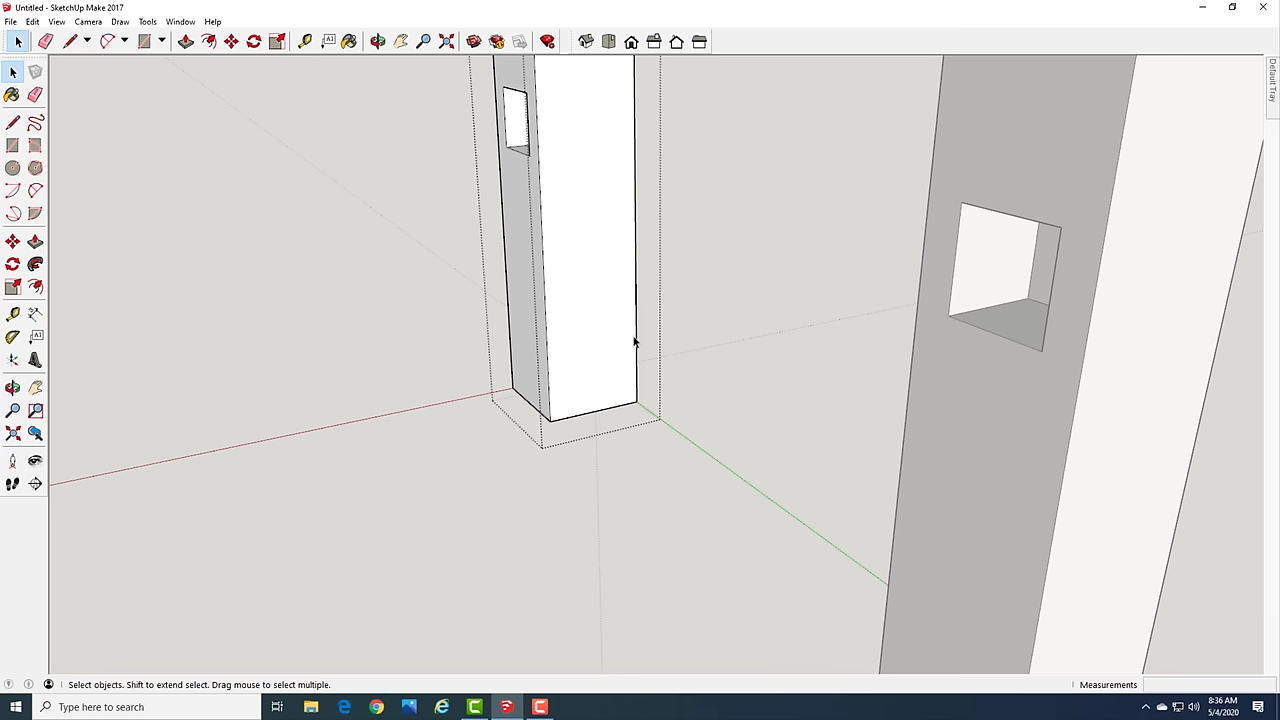 Untitled - SketchUp Make 2017
File Edit View Camera Draw Tools Window Help
Default Tray
Select objects. Shift to extend select. Drag mouse to select multiple.
Measurements
Type here to search
8:36 AM
5/4/2020